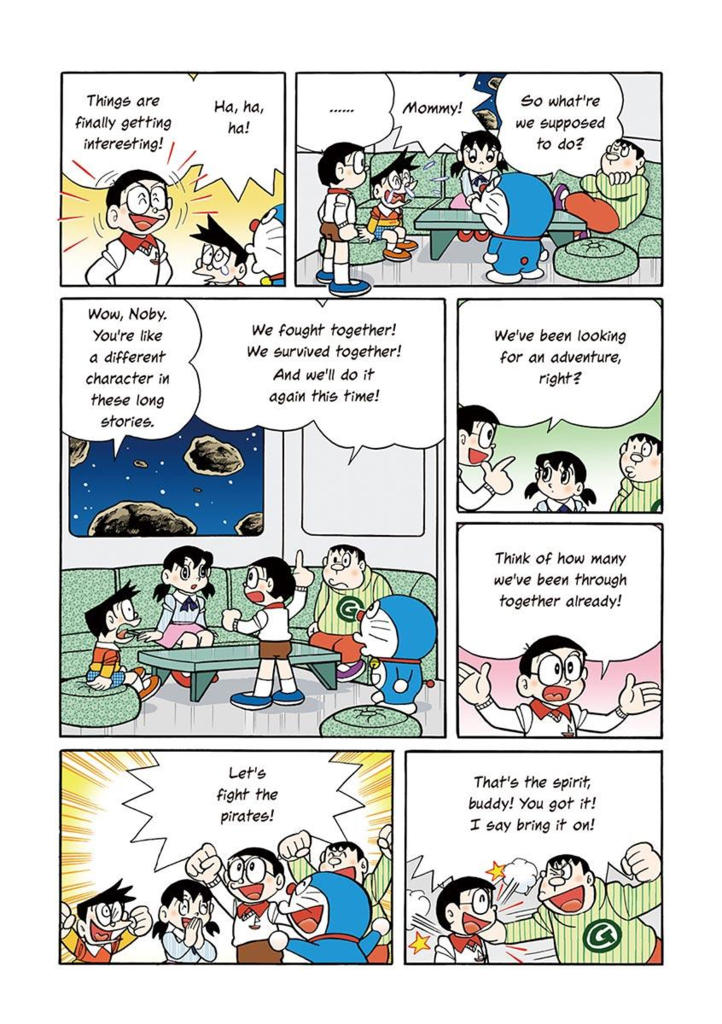 Things are
finally getting
interesting!
Ha, ha,
ha!
......
Mommy!
So what're
we supposed
to do?
Wow, Noby.
You're like
a different
character in
these long
stories.
We fought together!
We survived together!
And we'll do it
again this time!
G
We've been looking
for an adventure,
right?
Think of how many
we've been through
together already!
Let's
fight the
pirates!
That's the spirit,
buddy! You got it!
I say bring it on!
G